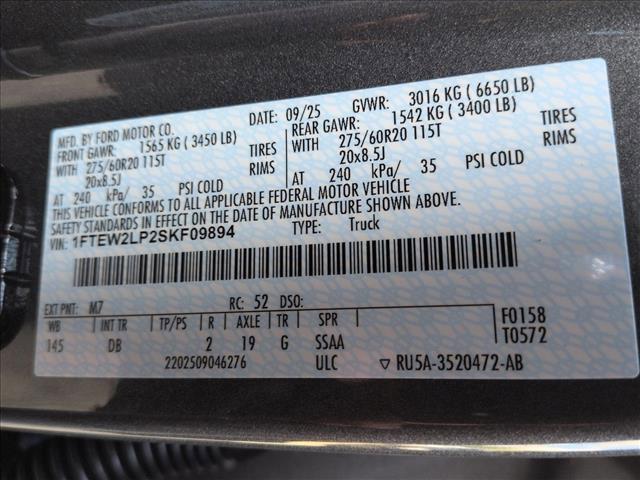 MFD. BY FORD MOTOR CO. DATE: 09/25 GVWR: 3016 KG ( 6650 LB)
FRONT GAWR: 1565 KG ( 3450 LB) REAR GAWR: 1542 KG ( 3400 LB)
WITH 275/60R20 115T TIRES WITH 275/60R20 115T TIRES
20x8.5J RIMS 20x8.5J RIMS
AT 240 kPa/ 35 PSI COLD AT 240 kPa/ 35 PSI COLD
THIS VEHICLE CONFORMS TO ALL APPLICABLE FEDERAL MOTOR VEHICLE
SAFETY STANDARDS IN EFFECT ON THE DATE OF MANUFACTURE SHOWN ABOVE.
VIN: 1FTEW2LP2SKF09894 TYPE: Truck
EXT PNT: M7 RC: 52 DSO: F0158
WB INT TR TP/PS R AXLE TR SPR T0572
145 DB 2 19 G SSAA
2202509046276 ULC ▽ RU5A-3520472-AB